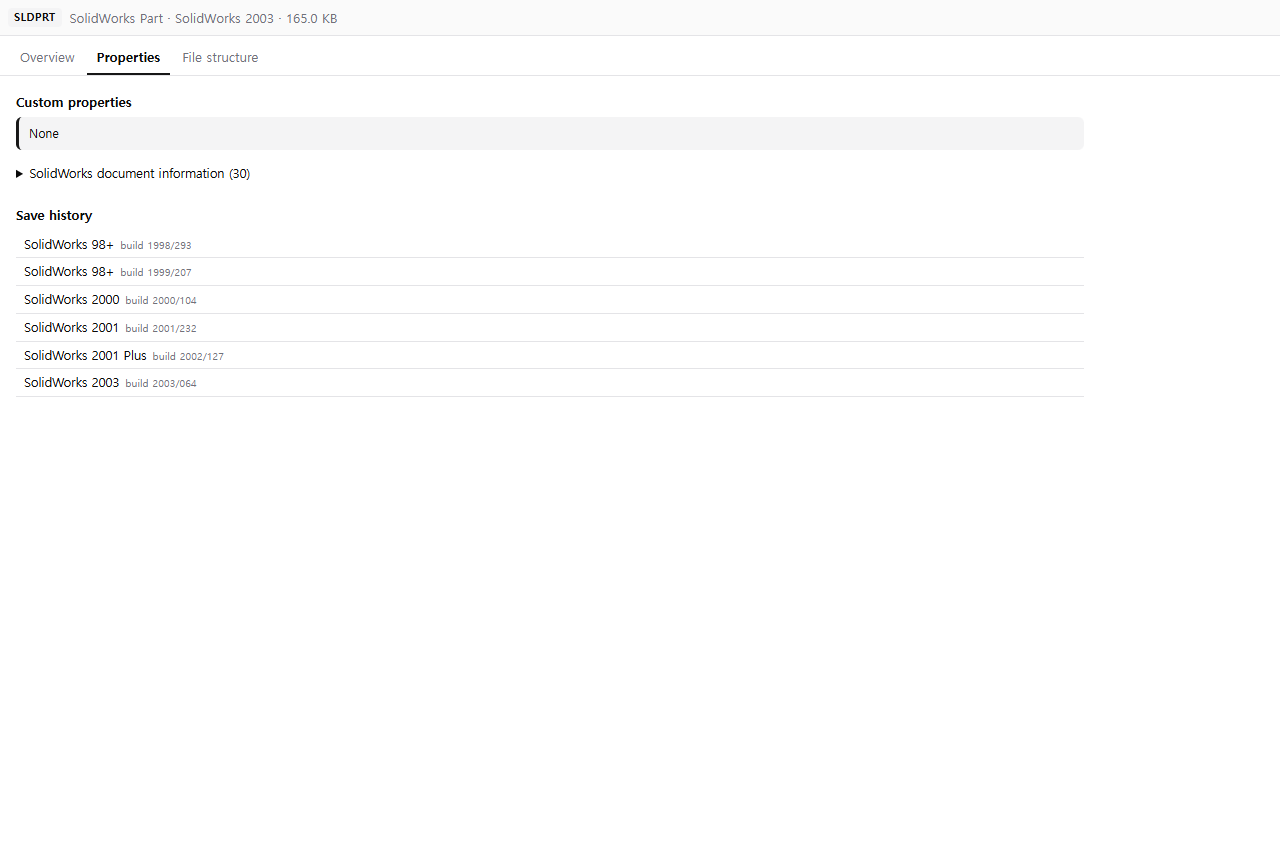 SLDPRT SolidWorks Part · SolidWorks 2003 · 165.0 KB
Overview Properties File structure
Custom properties
None
▶ SolidWorks document information (30)
Save history
SolidWorks 98+ build 1998/293
SolidWorks 98+ build 1999/207
SolidWorks 2000 build 2000/104
SolidWorks 2001 build 2001/232
SolidWorks 2001 Plus build 2002/127
SolidWorks 2003 build 2003/064